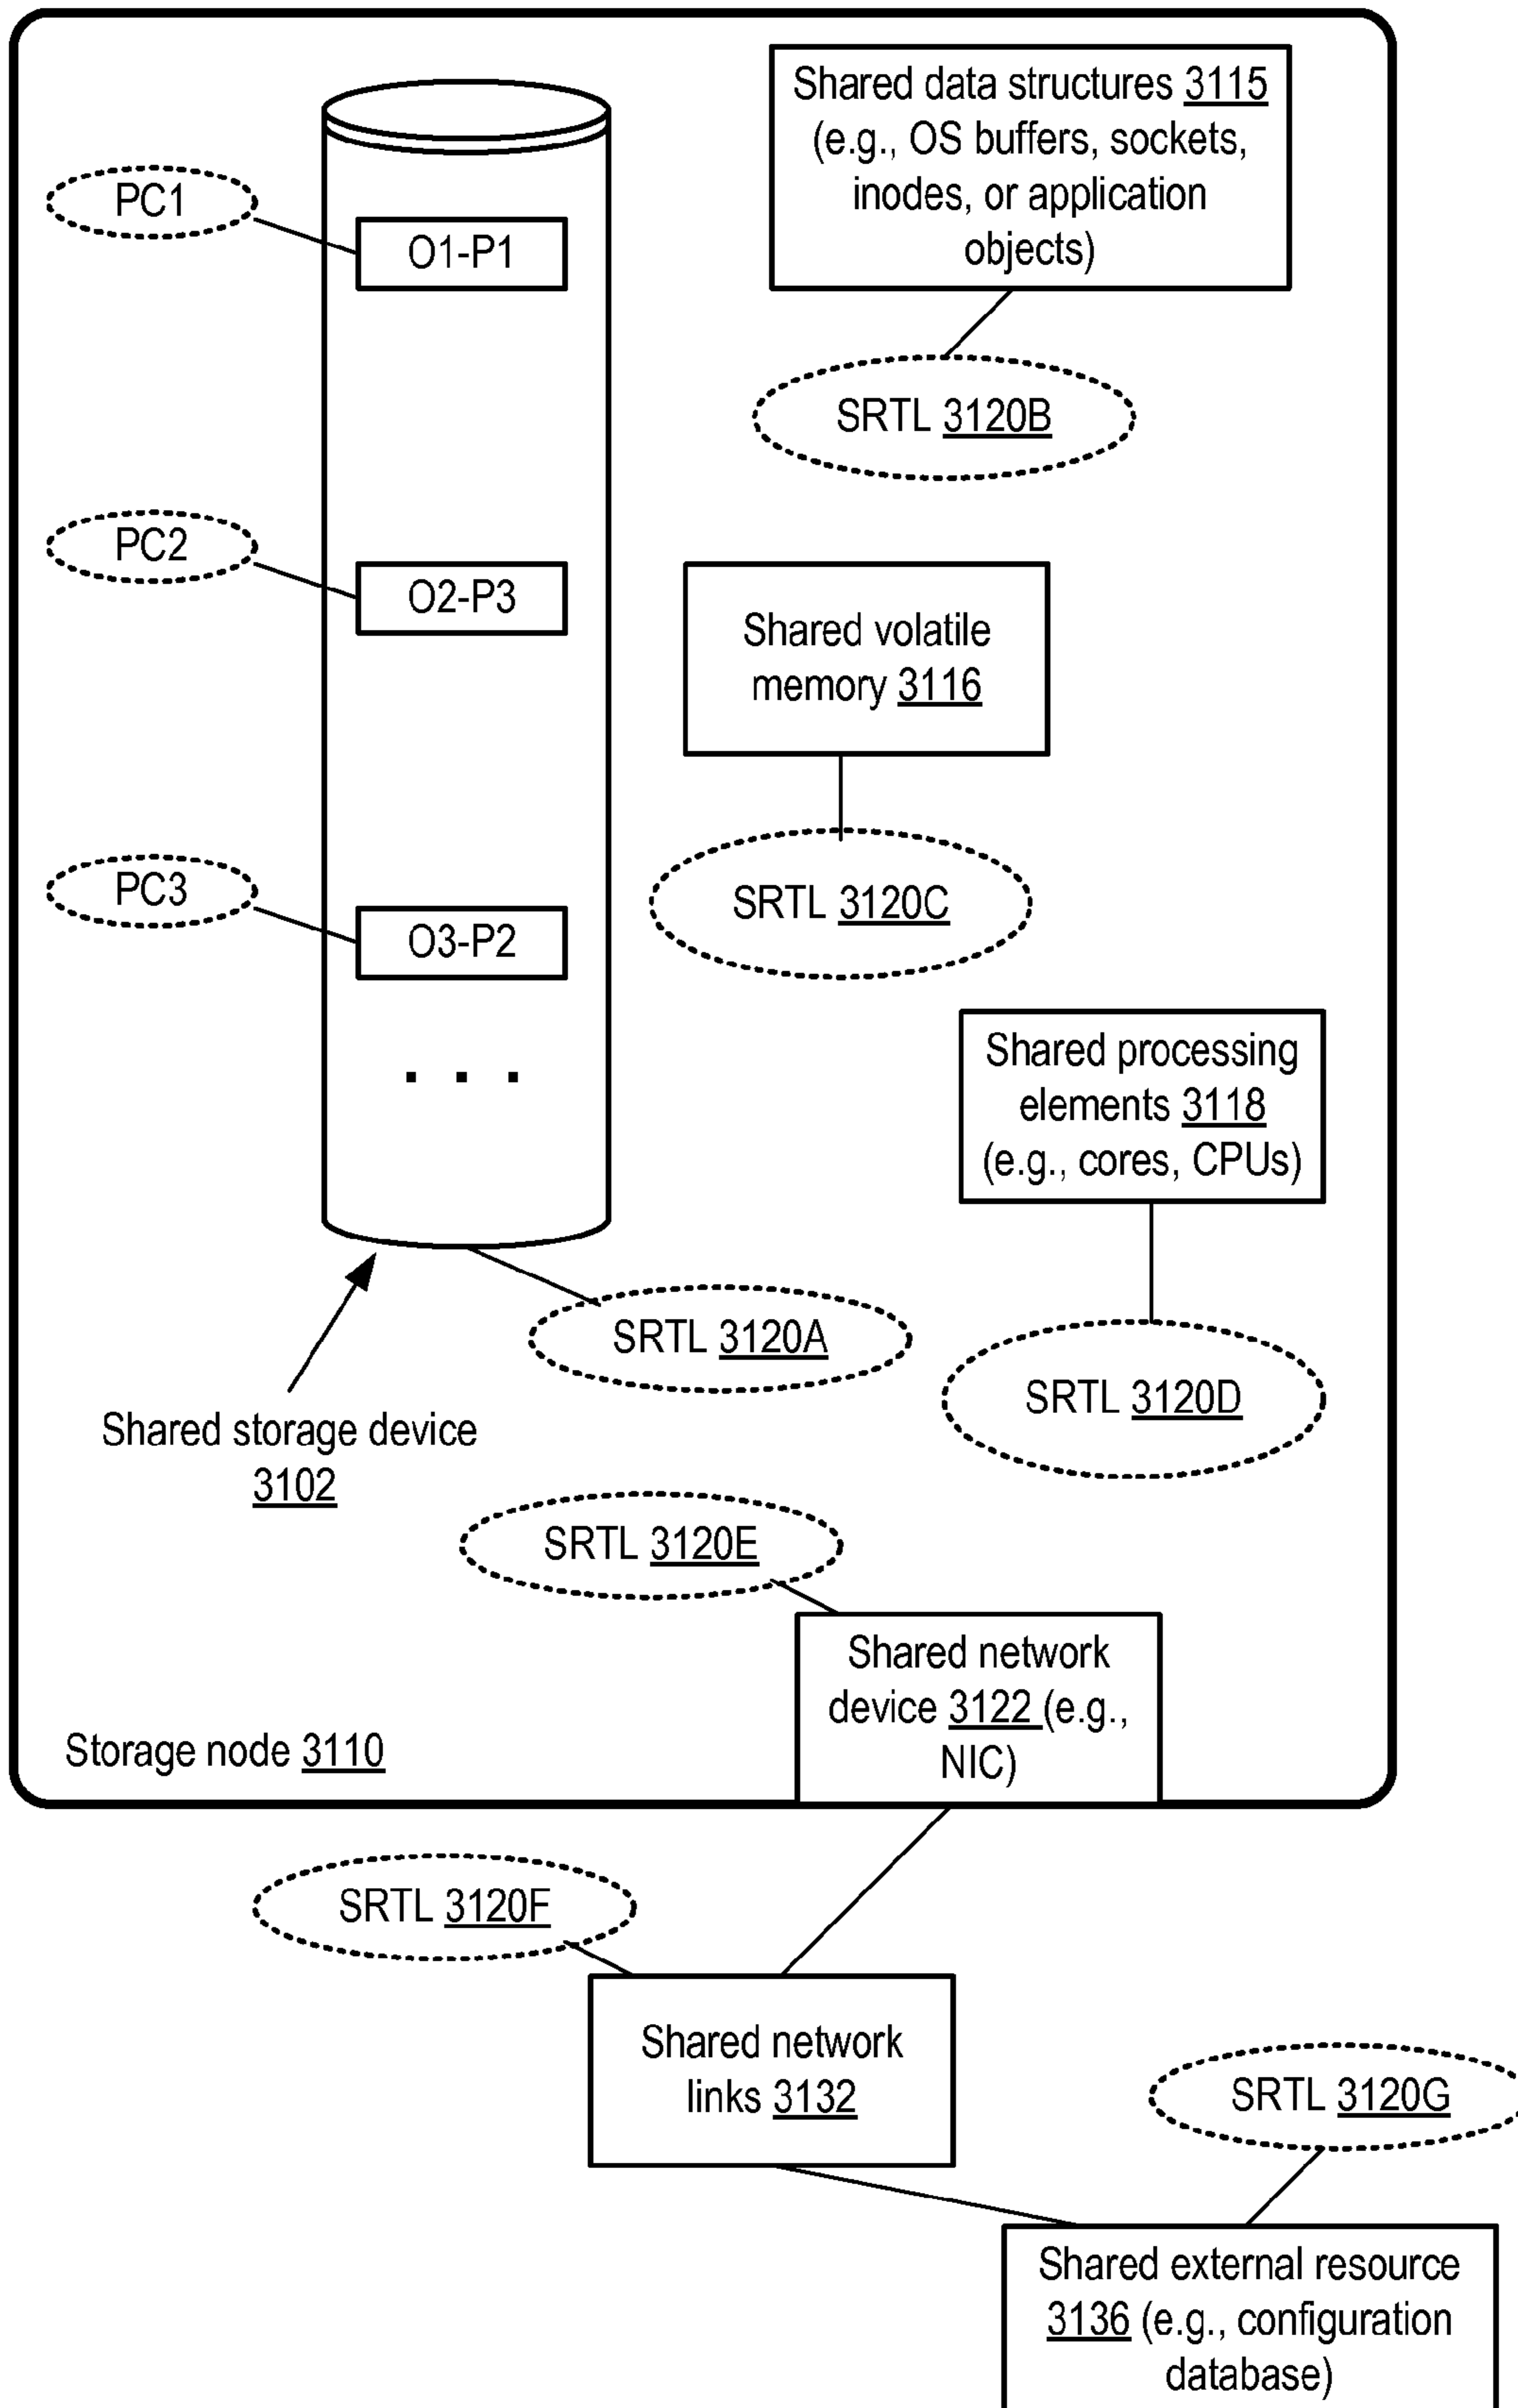 Shared data structures 3115
(e.g., OS buffers, sockets,
inodes, or application
objects)
PC1
O1-P1
SRTL 3120B
PC2
O2-P3
Shared volatile
memory 3116
PC3
O3-P2
SRTL 3120C
. . .
Shared processing
elements 3118
(e.g., cores, CPUs)
SRTL 3120A
SRTL 3120D
Shared storage device
3102
SRTL 3120E
Shared network
device 3122 (e.g.,
NIC)
Storage node 3110
SRTL 3120F
Shared network
links 3132
SRTL 3120G
Shared external resource
3136 (e.g., configuration
database)